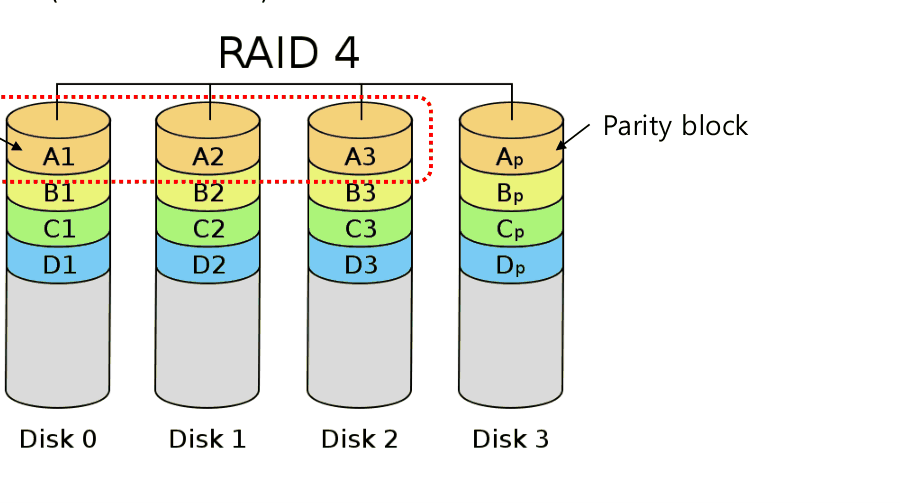 RAID 4
Parity block
A1 A2 A3 Ap
B1 B2 B3 Bp
C1 C2 C3 Cp
D1 D2 D3 Dp
Disk 0 Disk 1 Disk 2 Disk 3